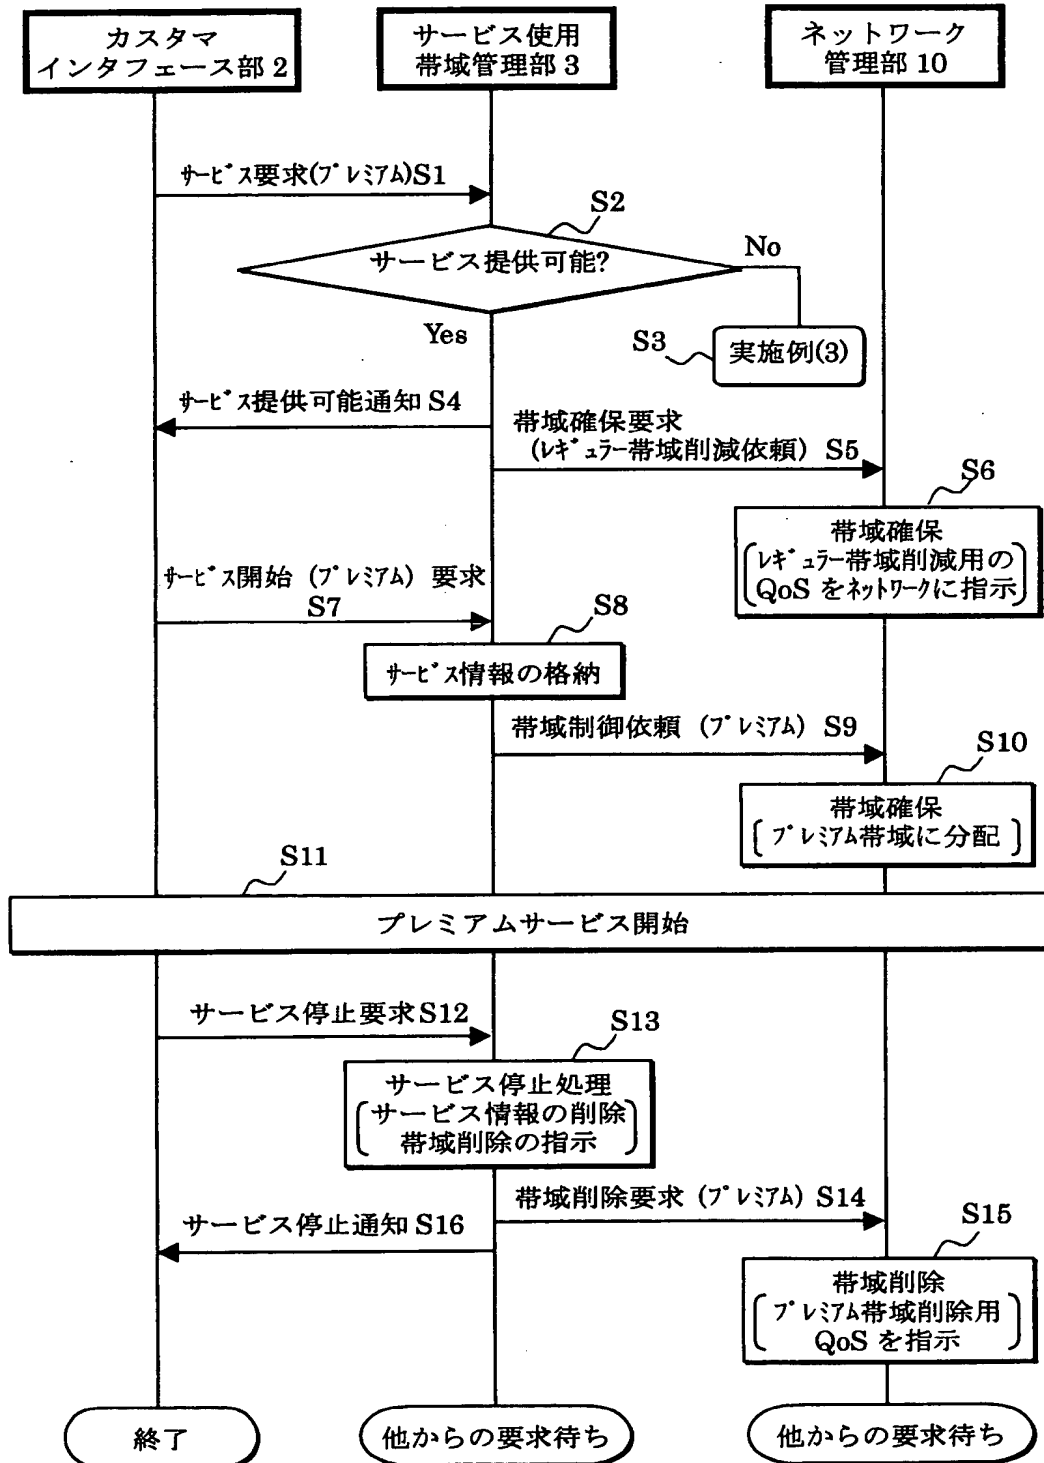 カスタマ
インタフェース部 2
サービス使用
帯域管理部 3
ネットワーク
管理部 10
ｻｰﾋﾞｽ要求(ﾌﾟﾚﾐｱﾑ)S1
S2
サービス提供可能?
No
Yes
S3
実施例(3)
ｻｰﾋﾞｽ提供可能通知 S4
帯域確保要求
(ﾚｷﾞｭﾗｰ帯域削減依頼) S5
S6
帯域確保
ﾚｷﾞｭﾗｰ帯域削減用の
QoS をﾈｯﾄﾜｰｸに指示
ｻｰﾋﾞｽ開始 (ﾌﾟﾚﾐｱﾑ) 要求
S7
S8
ｻｰﾋﾞｽ情報の格納
帯域制御依頼 (ﾌﾟﾚﾐｱﾑ) S9
S10
帯域確保
ﾌﾟﾚﾐｱﾑ帯域に分配
S11
プレミアムサービス開始
サービス停止要求 S12
S13
サービス停止処理
サービス情報の削除
帯域削除の指示
帯域削除要求 (ﾌﾟﾚﾐｱﾑ) S14
サービス停止通知 S16
S15
帯域削除
ﾌﾟﾚﾐｱﾑ帯域削除用
QoS を指示
終了
他からの要求待ち
他からの要求待ち